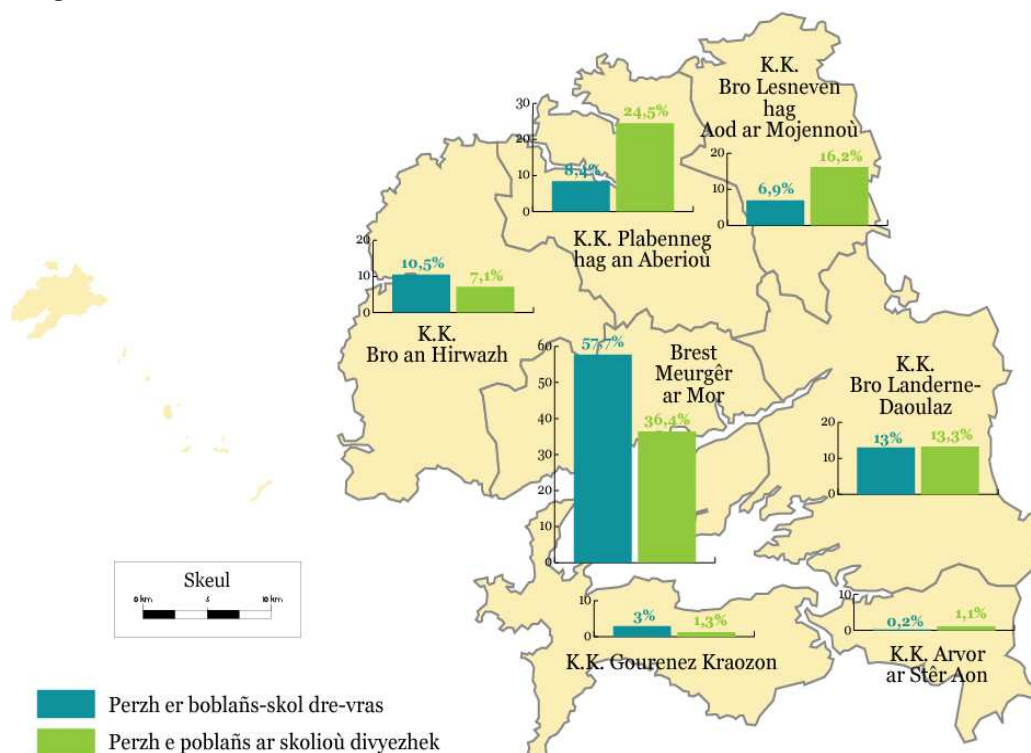 K.K.
Bro Lesneven
hag
Aod ar Mojennoù
20
10
0
6,9%
16,2%
30
20
10
0
8,4%
24,5%
K.K. Plabenneg
hag an Aberioù
20
10
0
10,5%
7,1%
K.K.
Bro an Hirwazh
60
50
40
30
20
10
0
57,7%
36,4%
Brest
Meurgêr
ar Mor
K.K.
Bro Landerne-
Daoulaz
20
10
0
13%
13,3%
Skeul
0 km
5
10 km
10
0
3%
1,3%
K.K. Gourenez Kraozon
10
0
0,2%
1,1%
K.K. Arvor
ar Stêr Aon
Perzh er boblañs-skol dre-vras
Perzh e poblañs ar skolioù divyezhek